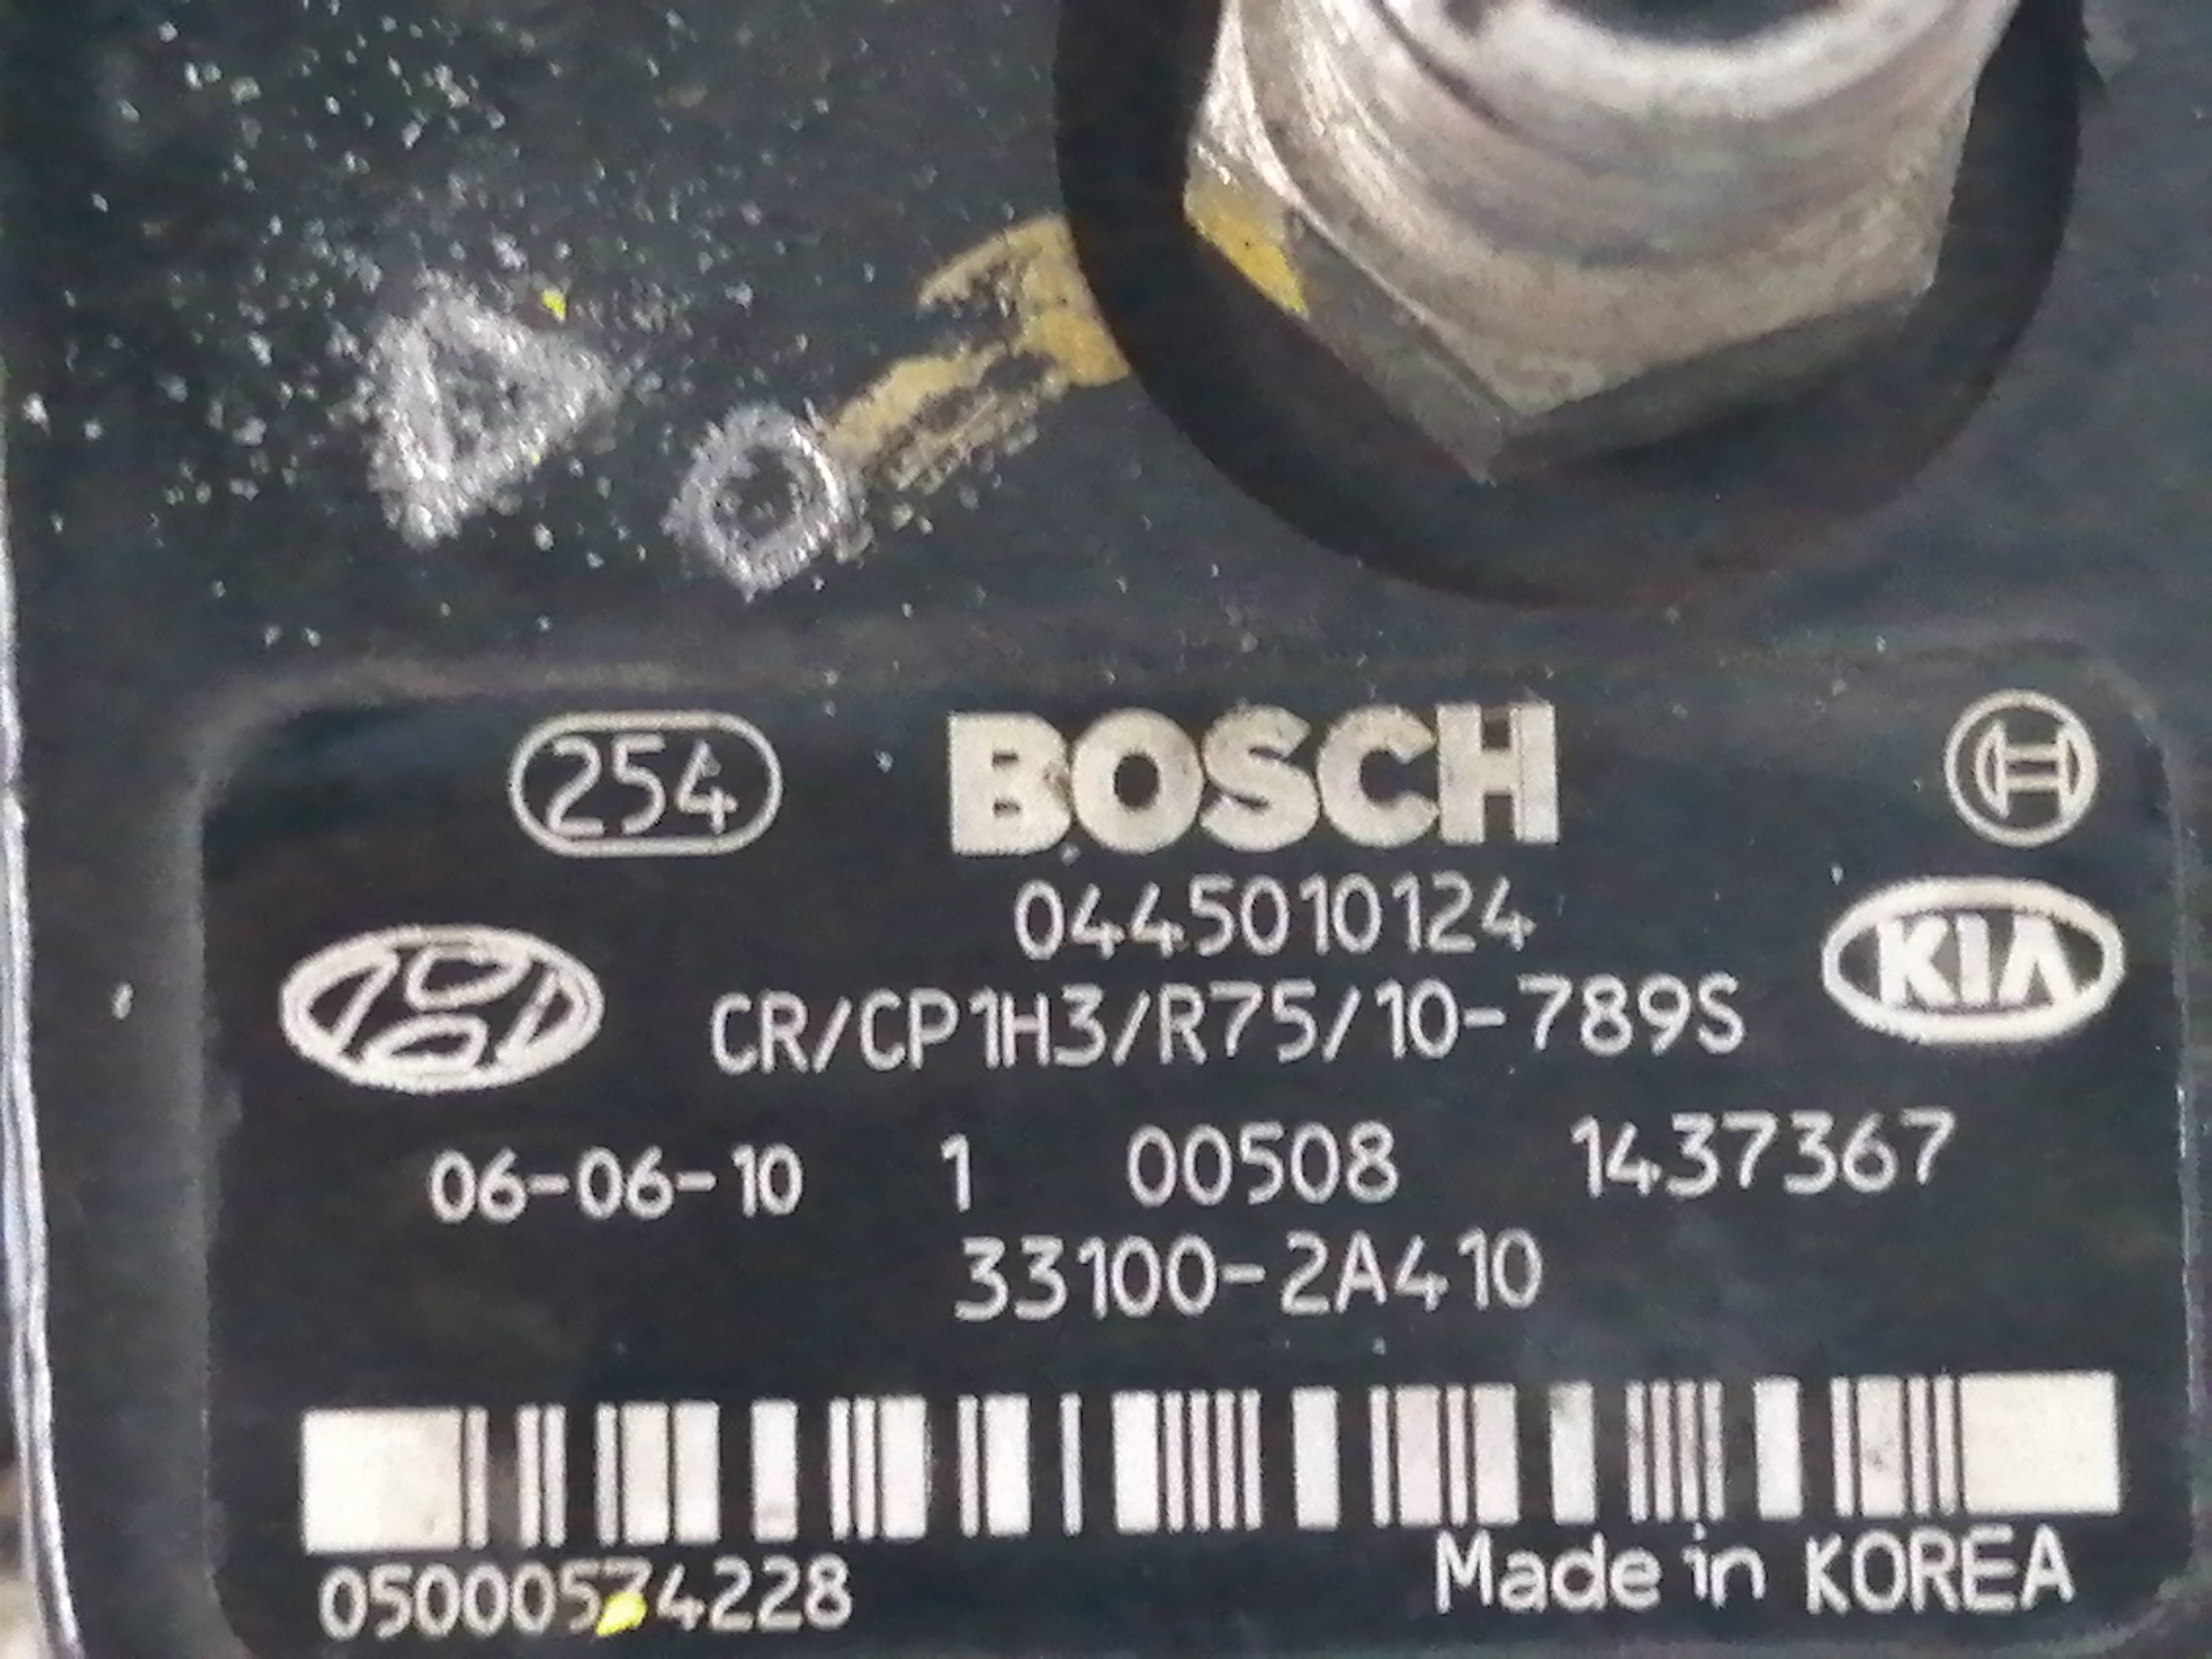 254 BOSCH
0445010124
KIA
CR/CP1H3/R75/10-789S
06-06-10 1 00508 1437367
33100-2A410
05000574228
Made in KOREA